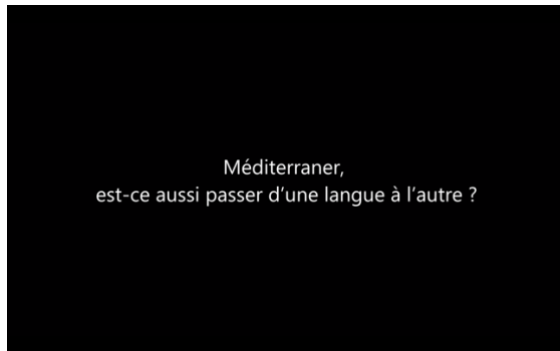 Méditerraner,
est-ce aussi passer d’une langue à l’autre ?